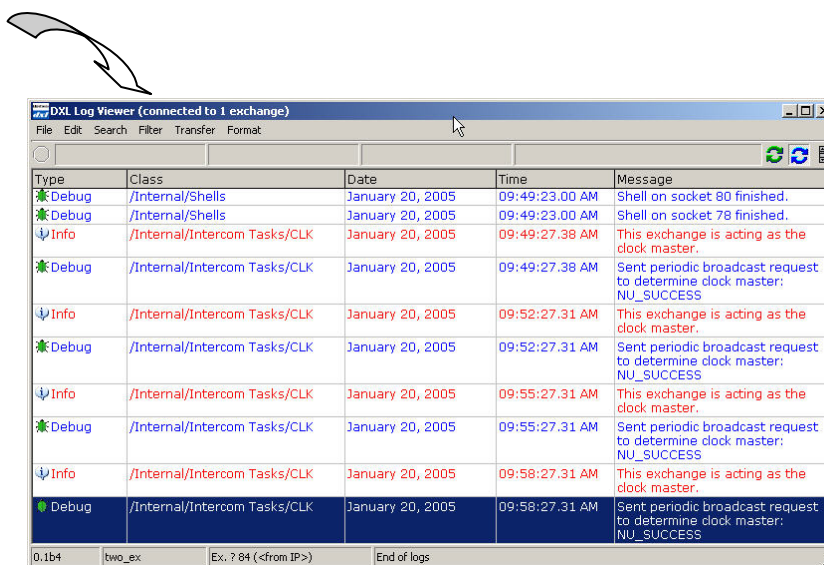 DXL Log Viewer (connected to 1 exchange)
File Edit Search Filter Transfer Format
Type Class Date Time Message
Debug /Internal/Shells January 20, 2005 09:49:23.00 AM Shell on socket 80 finished.
Debug /Internal/Shells January 20, 2005 09:49:23.00 AM Shell on socket 78 finished.
Info /Internal/Intercom Tasks/CLK January 20, 2005 09:49:27.38 AM This exchange is acting as the
clock master.
Debug /Internal/Intercom Tasks/CLK January 20, 2005 09:49:27.38 AM Sent periodic broadcast request
to determine clock master:
NU_SUCCESS
Info /Internal/Intercom Tasks/CLK January 20, 2005 09:52:27.31 AM This exchange is acting as the
clock master.
Debug /Internal/Intercom Tasks/CLK January 20, 2005 09:52:27.31 AM Sent periodic broadcast request
to determine clock master:
NU_SUCCESS
Info /Internal/Intercom Tasks/CLK January 20, 2005 09:55:27.31 AM This exchange is acting as the
clock master.
Debug /Internal/Intercom Tasks/CLK January 20, 2005 09:55:27.31 AM Sent periodic broadcast request
to determine clock master:
NU_SUCCESS
Info /Internal/Intercom Tasks/CLK January 20, 2005 09:58:27.31 AM This exchange is acting as the
clock master.
Debug /Internal/Intercom Tasks/CLK January 20, 2005 09:58:27.31 AM Sent periodic broadcast request
to determine clock master:
NU_SUCCESS
0.1b4 two_ex Ex. ? 84 (<from IP>) End of logs